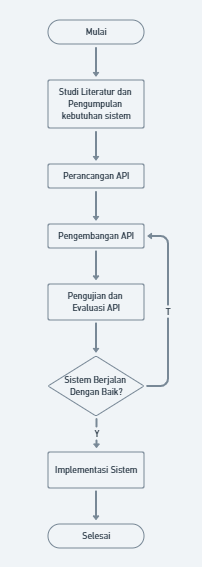 Mulai
Studi Literatur dan
Pengumpulan
kebutuhan sistem
Perancangan API
Pengembangan API
Pengujian dan
Evaluasi API
T
Sistem Berjalan
Dengan Baik?
Y
Implementasi Sistem
Selesai